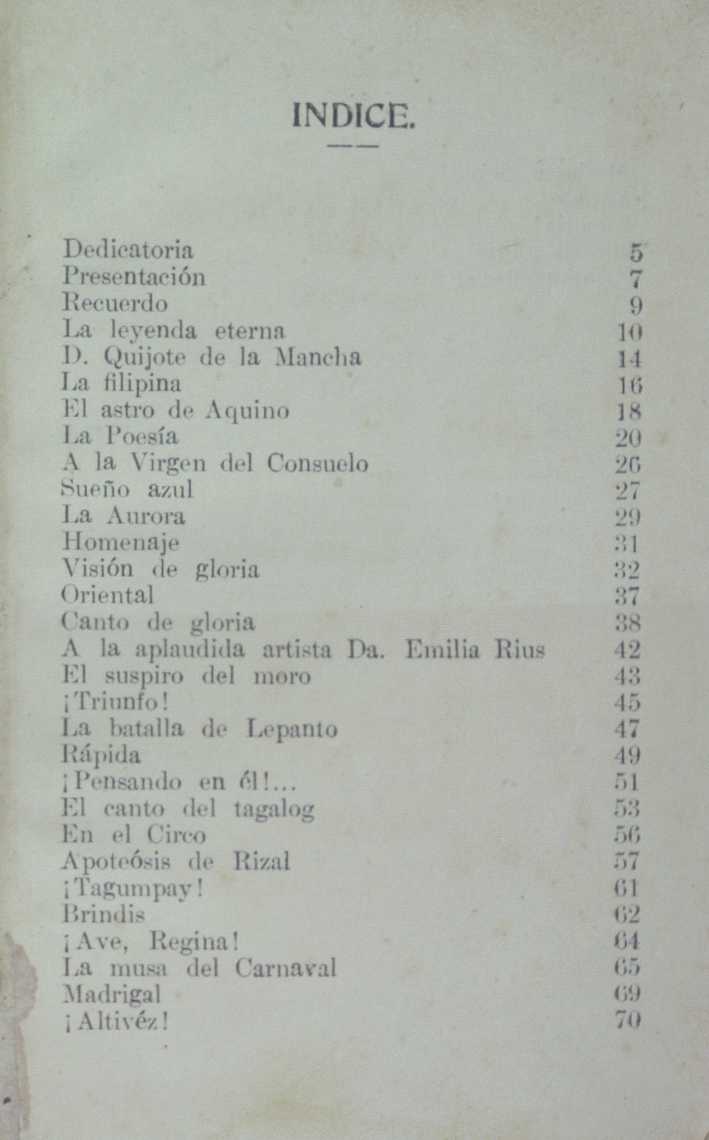 INDICE.
Dedicatoria 5
Presentación 7
Recuerdo 9
La leyenda eterna 10
D. Quijote de la Mancha 14
La filipina 16
El astro de Aquino 18
La Poesía 20
A la Virgen del Consuelo 26
Sueño azul 27
La Aurora 29
Homenaje 31
Visión de gloria 32
Oriental 37
Canto de gloria 38
A la aplaudida artista Da. Emilia Rius 42
El suspiro del moro 43
¡Triunfo! 45
La batalla de Lepanto 47
Rápida 49
¡Pensando en él!... 51
El canto del tagalog 53
En el Circo 56
Apoteósis de Rizal 57
¡Tagumpay! 61
Brindis 62
¡Ave, Regina! 64
La musa del Carnaval 65
Madrigal 69
¡Altivéz! 70